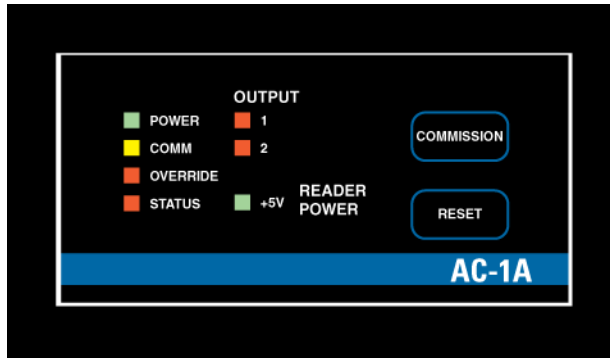 OUTPUT
POWER
1
COMM
2
OVERRIDE
STATUS
+5V
READER
POWER
COMMISSION
RESET
AC-1A